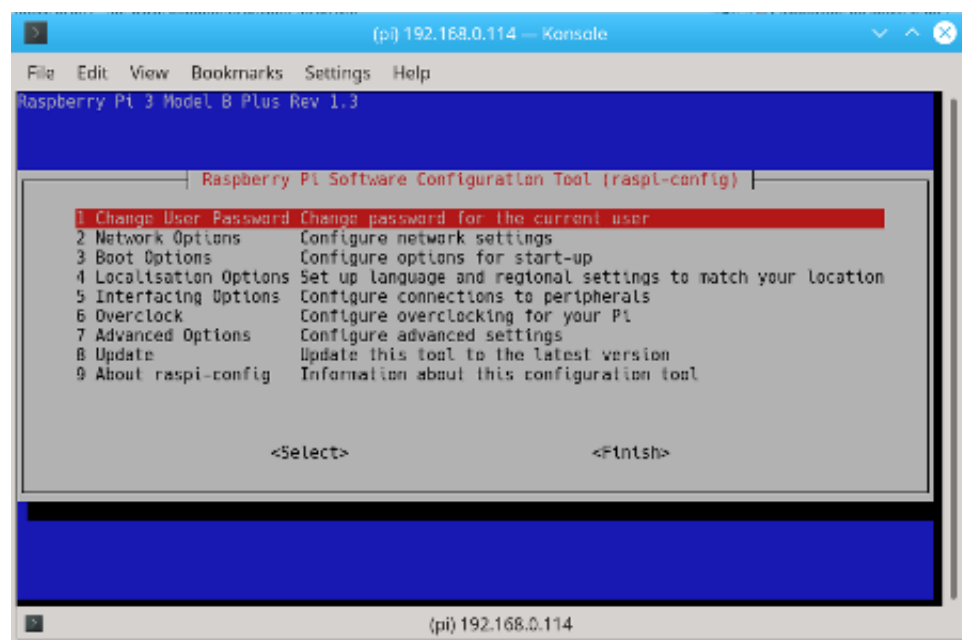 (pi) 192.168.0.114 — Konsole
File Edit View Bookmarks Settings Help
Raspberry Pi 3 Model B Plus Rev 1.3
Raspberry Pi Software Configuration Tool (raspi-config)
1 Change User Password Change password for the current user
2 Network Options Configure network settings
3 Boot Options Configure options for start-up
4 Localisation Options Set up language and regional settings to match your location
5 Interfacing Options Configure connections to peripherals
6 Overclock Configure overclocking for your Pi
7 Advanced Options Configure advanced settings
8 Update Update this tool to the latest version
9 About raspi-config Information about this configuration tool
<Select> <Finish>
(pi) 192.168.0.114